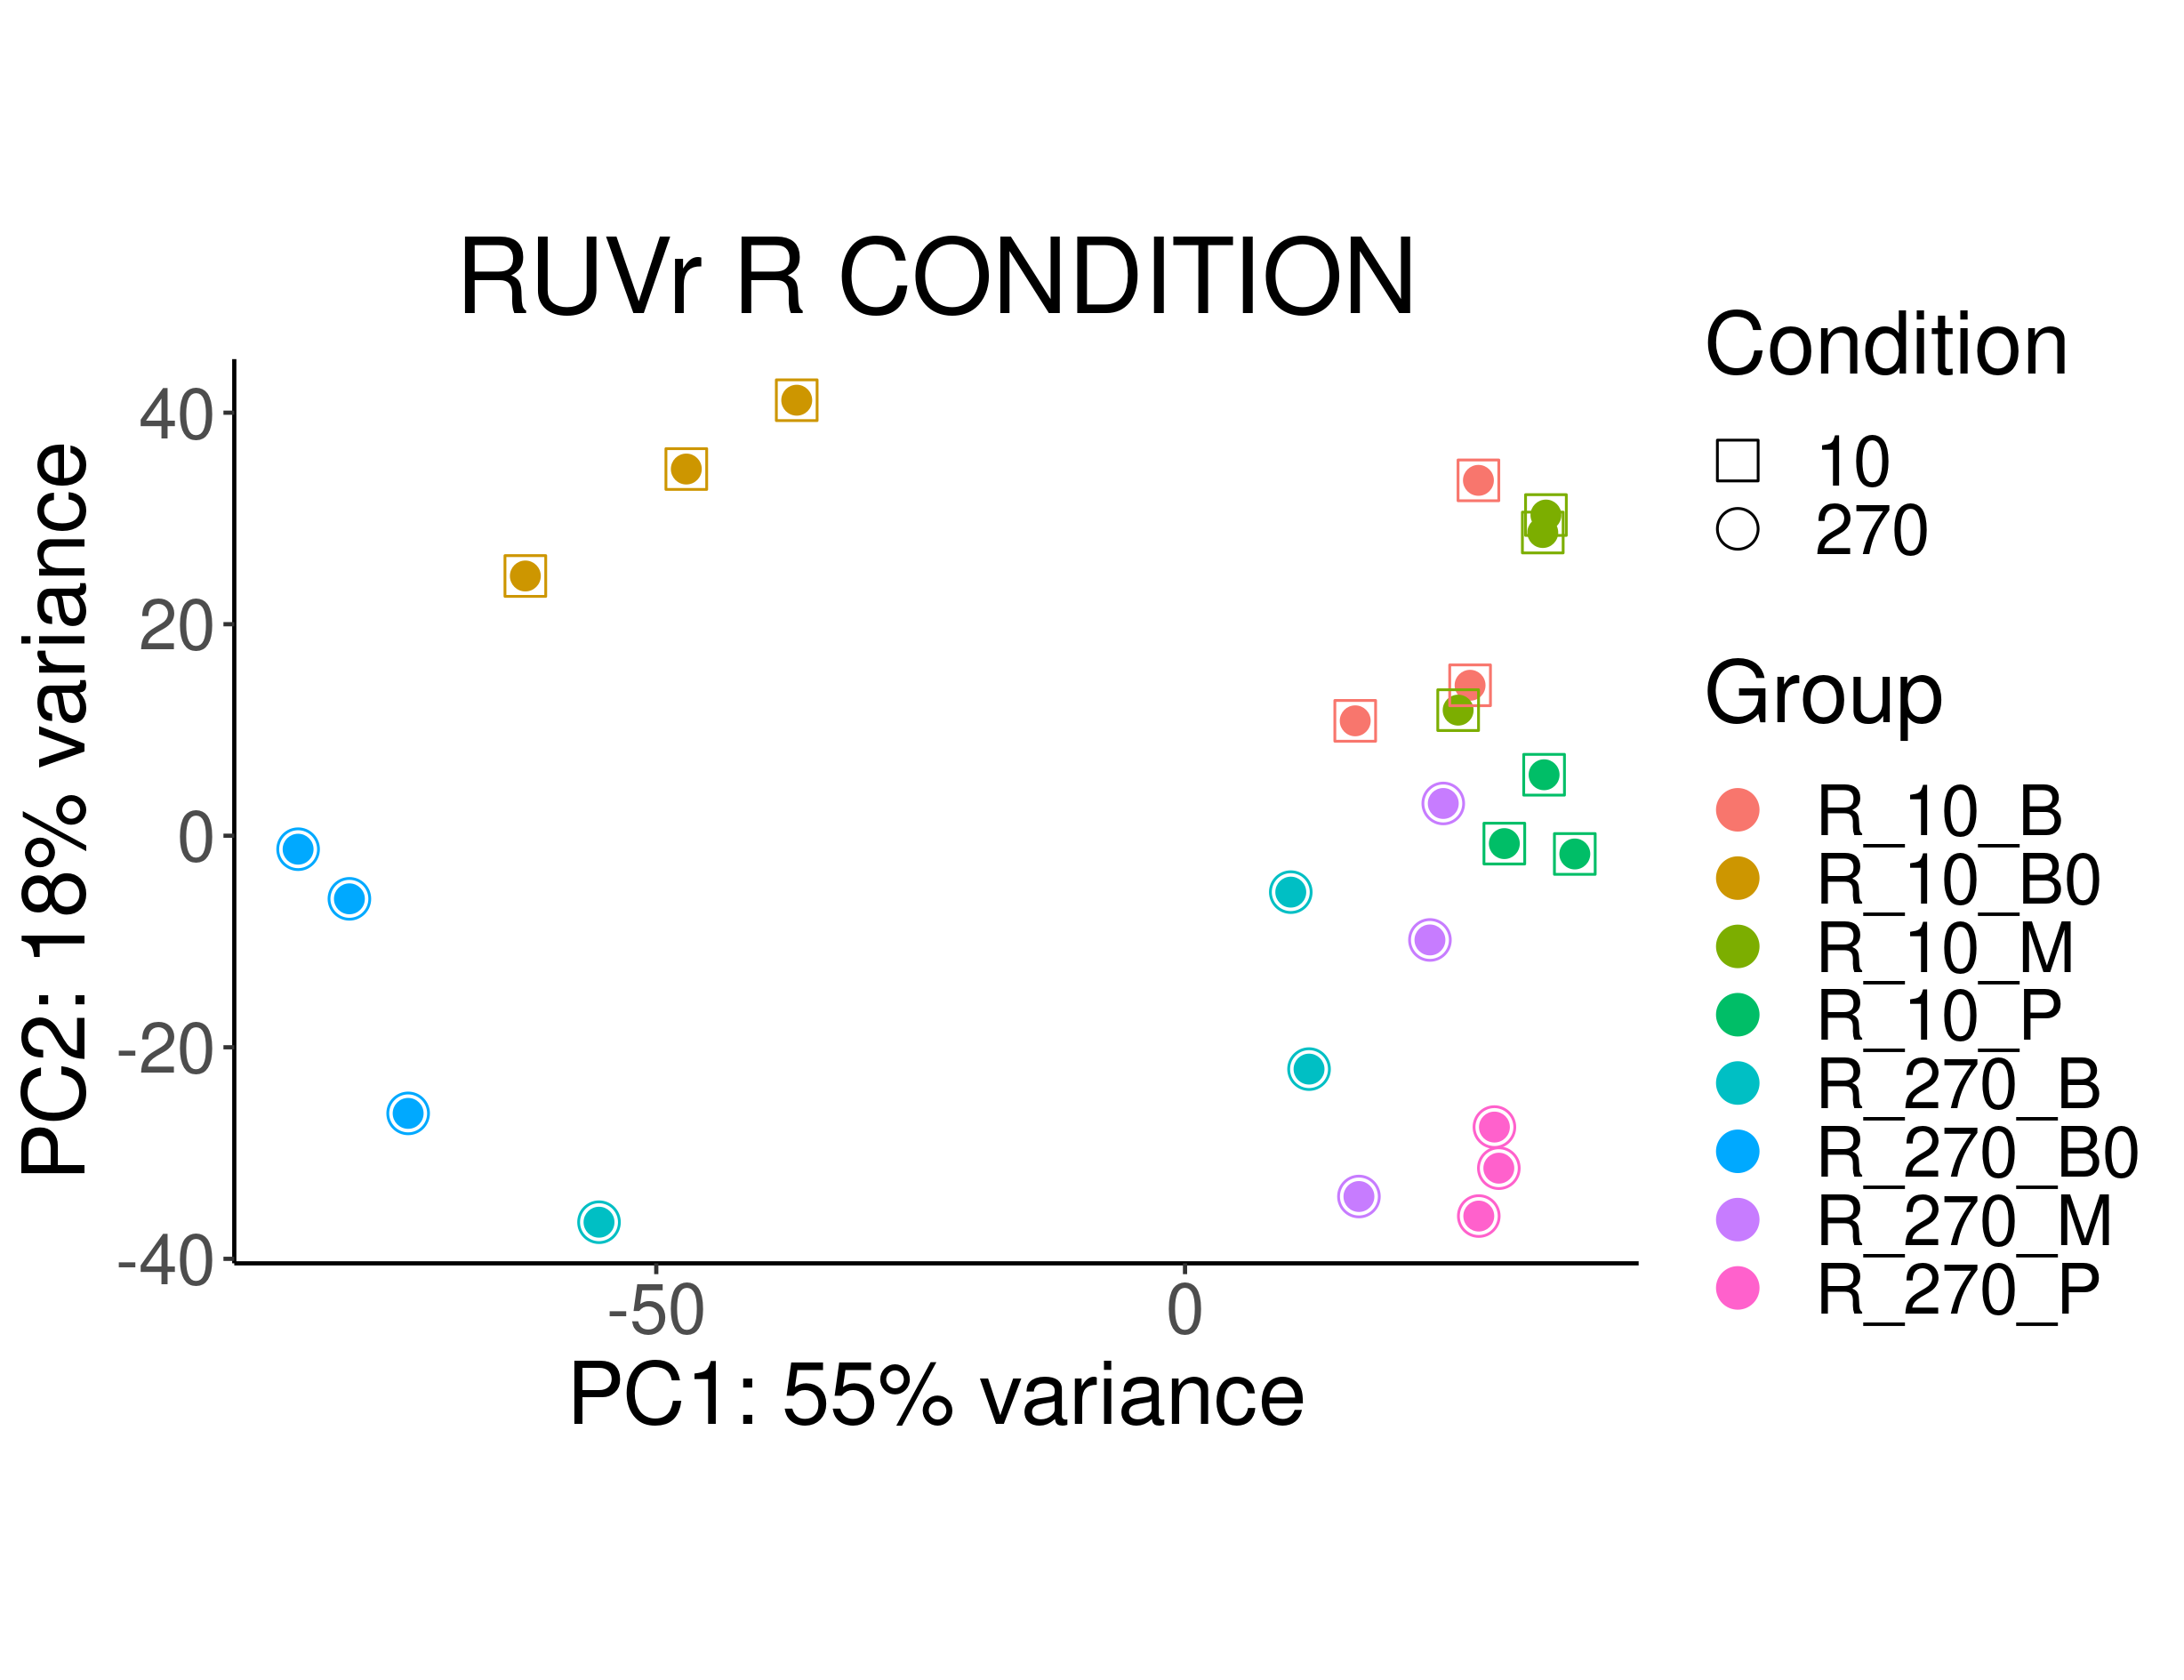 RUVr R CONDITION
40
20
0
-20
-40
PC2: 18% variance
-50
0
PC1: 55% variance
Condition
10
270
Group
R_10_B
R_10_B0
R_10_M
R_10_P
R_270_B
R_270_B0
R_270_M
R_270_P